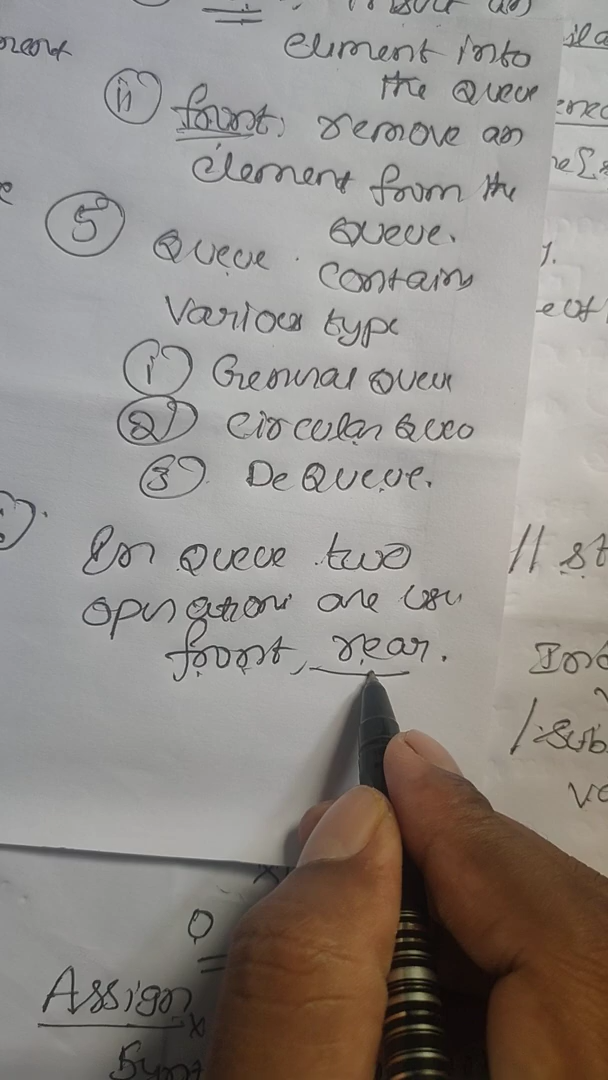 element into
the Queue
ii front: remove an
element from the
Queue.
5 Queue contains
Various type
1 General Queue
2 Circular Queue
3 DeQueue.
In Queue two
operations are use
front, rear.
// st
Assign